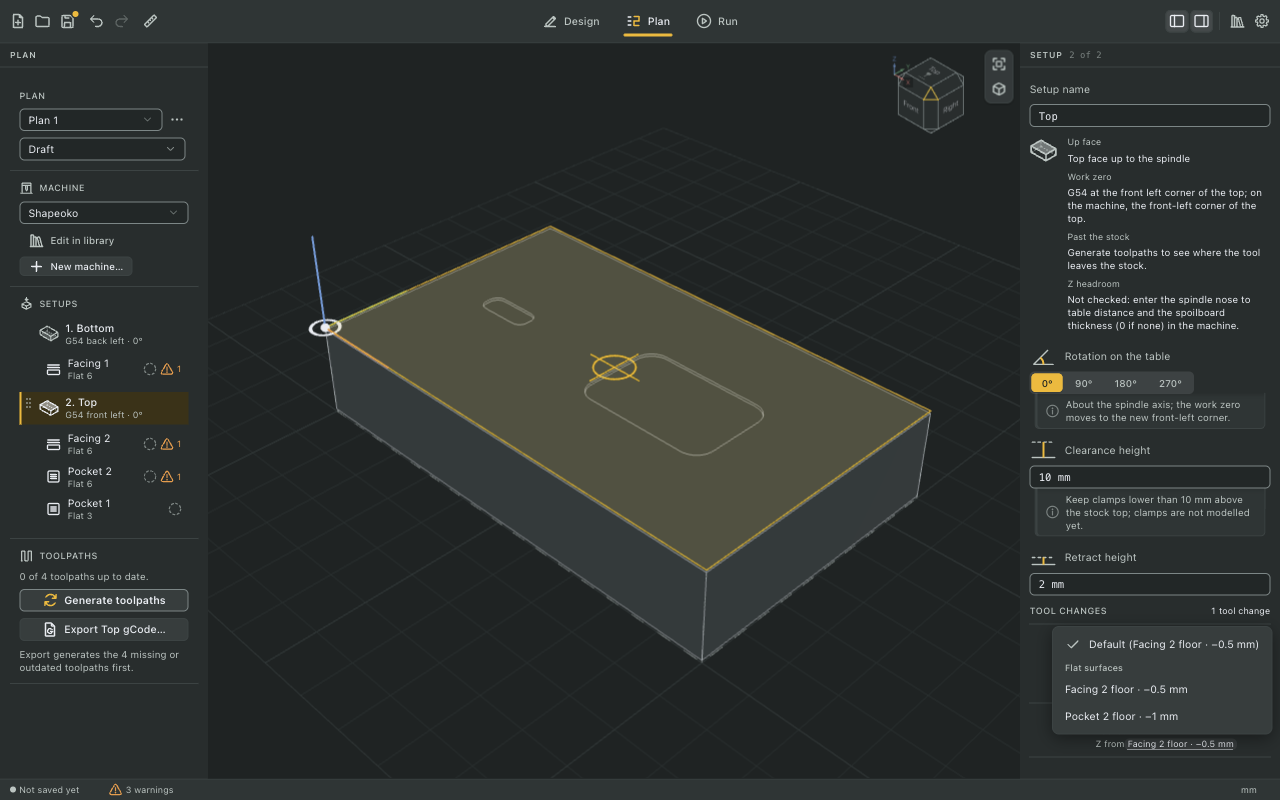 Design
Plan
Run
PLAN
PLAN
Plan 1
Draft
MACHINE
Shapeoko
Edit in library
New machine...
SETUPS
1. Bottom
G54 back left · 0°
Facing 1
Flat 6
1
2. Top
G54 front left · 0°
Facing 2
Flat 6
1
Pocket 2
Flat 6
1
Pocket 1
Flat 3
TOOLPATHS
0 of 4 toolpaths up to date.
Generate toolpaths
Export Top gCode...
Export generates the 4 missing or
outdated toolpaths first.
Top
Front
Right
Z
SETUP 2 of 2
Setup name
Top
Up face
Top face up to the spindle
Work zero
G54 at the front left corner of the top; on
the machine, the front-left corner of the
top.
Past the stock
Generate toolpaths to see where the tool
leaves the stock.
Z headroom
Not checked: enter the spindle nose to
table distance and the spoilboard
thickness (0 if none) in the machine.
Rotation on the table
0° 90° 180° 270°
About the spindle axis; the work zero
moves to the new front-left corner.
Clearance height
10 mm
Keep clamps lower than 10 mm above
the stock top; clamps are not modelled
yet.
Retract height
2 mm
TOOL CHANGES 1 tool change
Default (Facing 2 floor · −0.5 mm)
Flat surfaces
Facing 2 floor · −0.5 mm
Pocket 2 floor · −1 mm
Z from Facing 2 floor · −0.5 mm
Not saved yet
3 warnings
mm